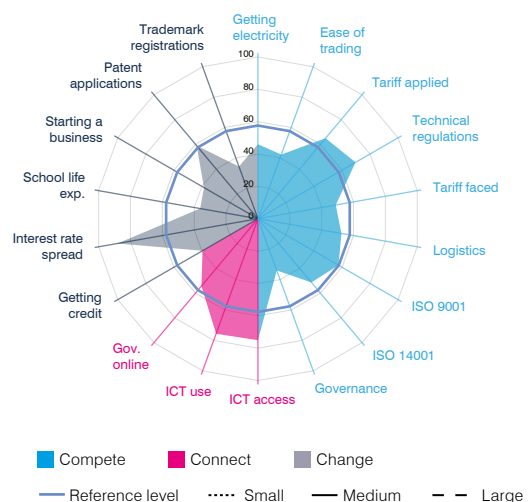 Getting
electricity
Ease of
trading
Tariff applied
Technical
regulations
Tariff faced
Logistics
ISO 9001
ISO 14001
Governance
ICT access
ICT use
Gov.
online
Getting
credit
Interest rate
spread
School life
exp.
Starting a
business
Patent
applications
Trademark
registrations
100
80
60
40
20
0
Compete
Connect
Change
Reference level
Small
Medium
Large